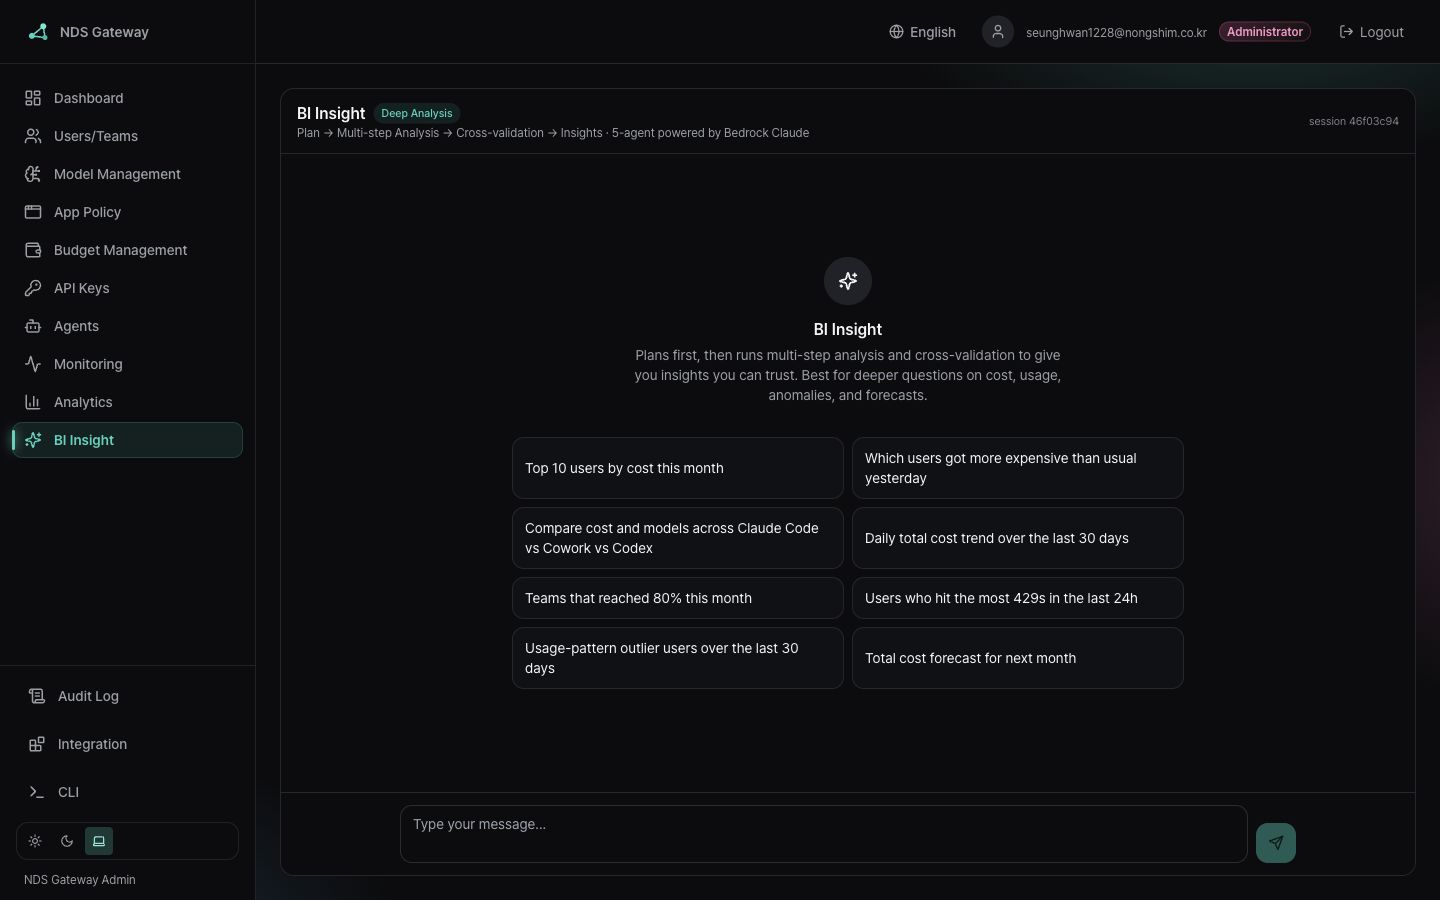 NDS Gateway
English
seunghwan1228@nongshim.co.kr
Administrator
Logout
Dashboard
Users/Teams
Model Management
App Policy
Budget Management
API Keys
Agents
Monitoring
Analytics
BI Insight
Audit Log
Integration
CLI
NDS Gateway Admin
BI Insight
Deep Analysis
Plan → Multi-step Analysis → Cross-validation → Insights · 5-agent powered by Bedrock Claude
session 46f03c94
BI Insight
Plans first, then runs multi-step analysis and cross-validation to give
you insights you can trust. Best for deeper questions on cost, usage,
anomalies, and forecasts.
Top 10 users by cost this month
Which users got more expensive than usual
yesterday
Compare cost and models across Claude Code
vs Cowork vs Codex
Daily total cost trend over the last 30 days
Teams that reached 80% this month
Users who hit the most 429s in the last 24h
Usage-pattern outlier users over the last 30
days
Total cost forecast for next month
Type your message...